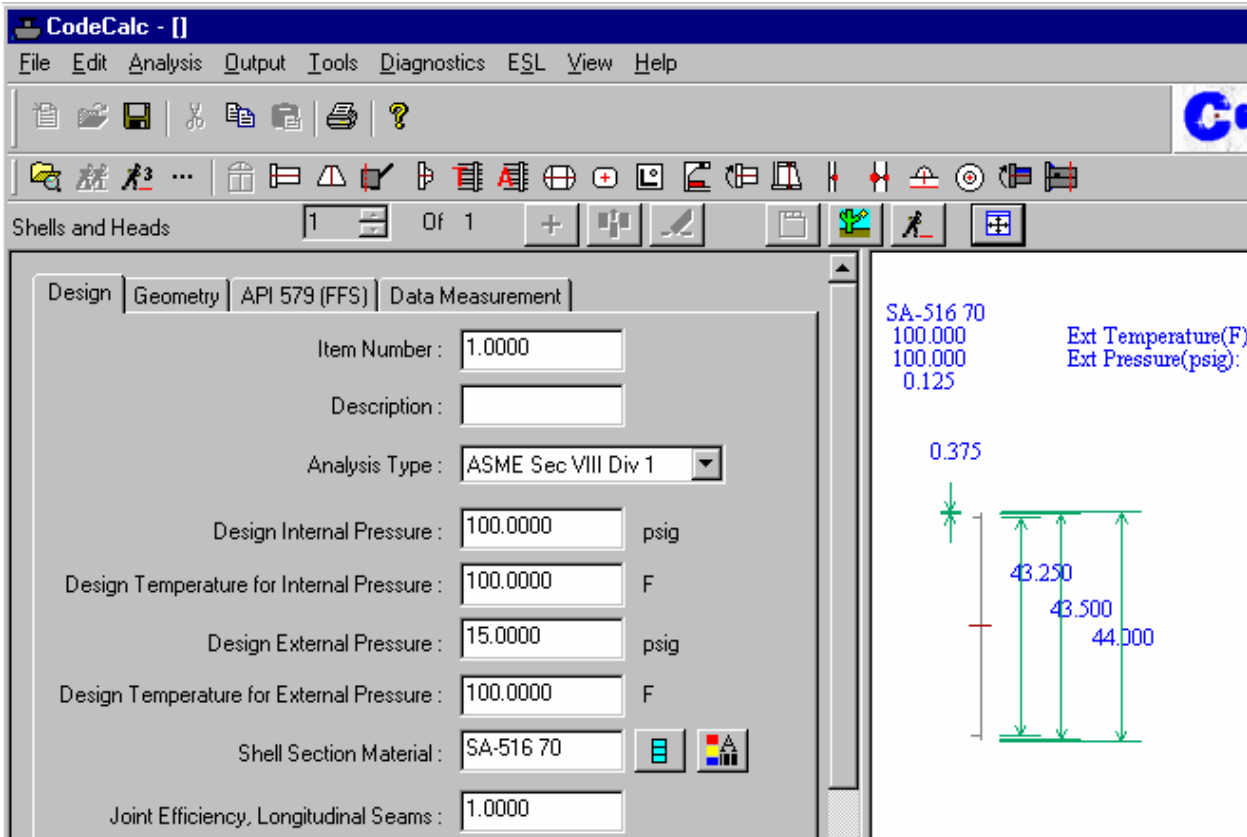 CodeCalc - []
File Edit Analysis Output Tools Diagnostics ESL View Help
Shells and Heads 1 Of 1
Design Geometry API 579 (FFS) Data Measurement
Item Number : 1.0000
Description :
Analysis Type : ASME Sec VIII Div 1
Design Internal Pressure : 100.0000 psig
Design Temperature for Internal Pressure : 100.0000 F
Design External Pressure : 15.0000 psig
Design Temperature for External Pressure : 100.0000 F
Shell Section Material : SA-516 70
Joint Efficiency, Longitudinal Seams : 1.0000
SA-516 70
100.000 Ext Temperature(F)
100.000 Ext Pressure(psig):
0.125
0.375
43.250
43.500
44.000